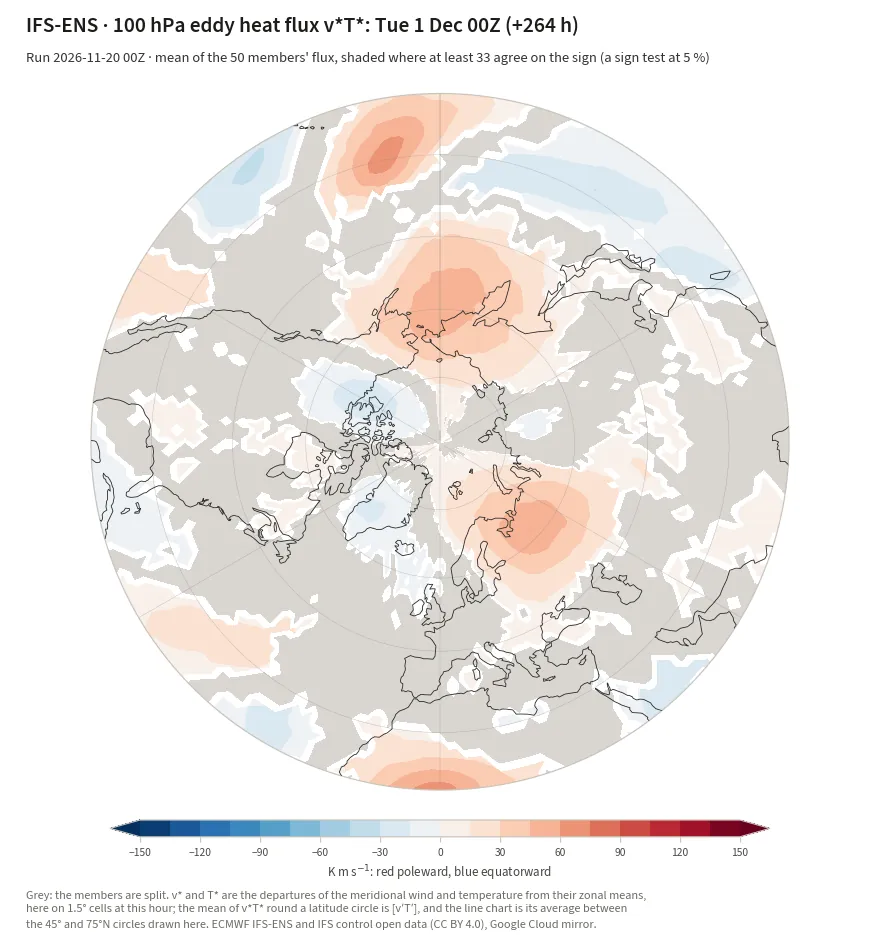 IFS-ENS · 100 hPa eddy heat flux v*T*: Tue 1 Dec 00Z (+264 h)
Run 2026-11-20 00Z · mean of the 50 members' flux, shaded where at least 33 agree on the sign (a sign test at 5 %)
−150 −120 −90 −60 −30 0 30 60 90 120 150
K m s⁻¹: red poleward, blue equatorward
Grey: the members are split. v* and T* are the departures of the meridional wind and temperature from their zonal means,
here on 1.5° cells at this hour; the mean of v*T* round a latitude circle is [v′T′], and the line chart is its average between
the 45° and 75°N circles drawn here. ECMWF IFS-ENS and IFS control open data (CC BY 4.0), Google Cloud mirror.